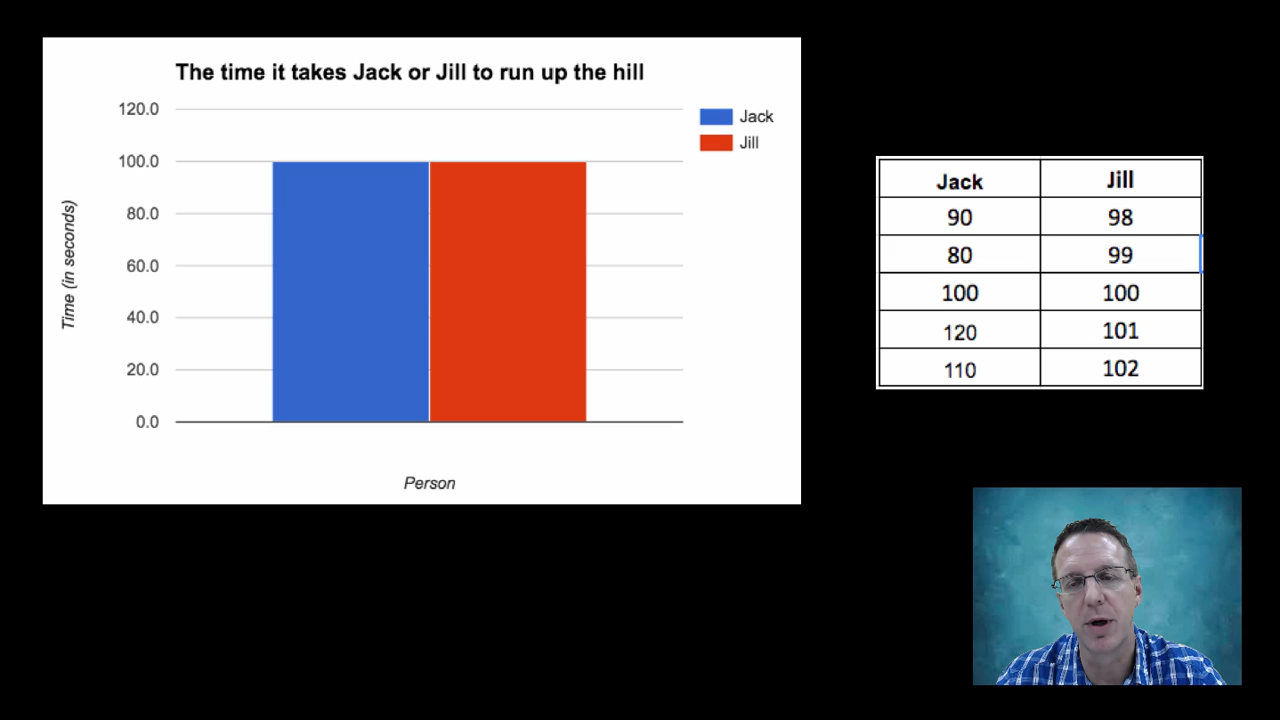 The time it takes Jack or Jill to run up the hill
120.0
100.0
80.0
60.0
40.0
20.0
0.0
Time (in seconds)
Person
Jack
Jill
Jack Jill
90 98
80 99
100 100
120 101
110 102